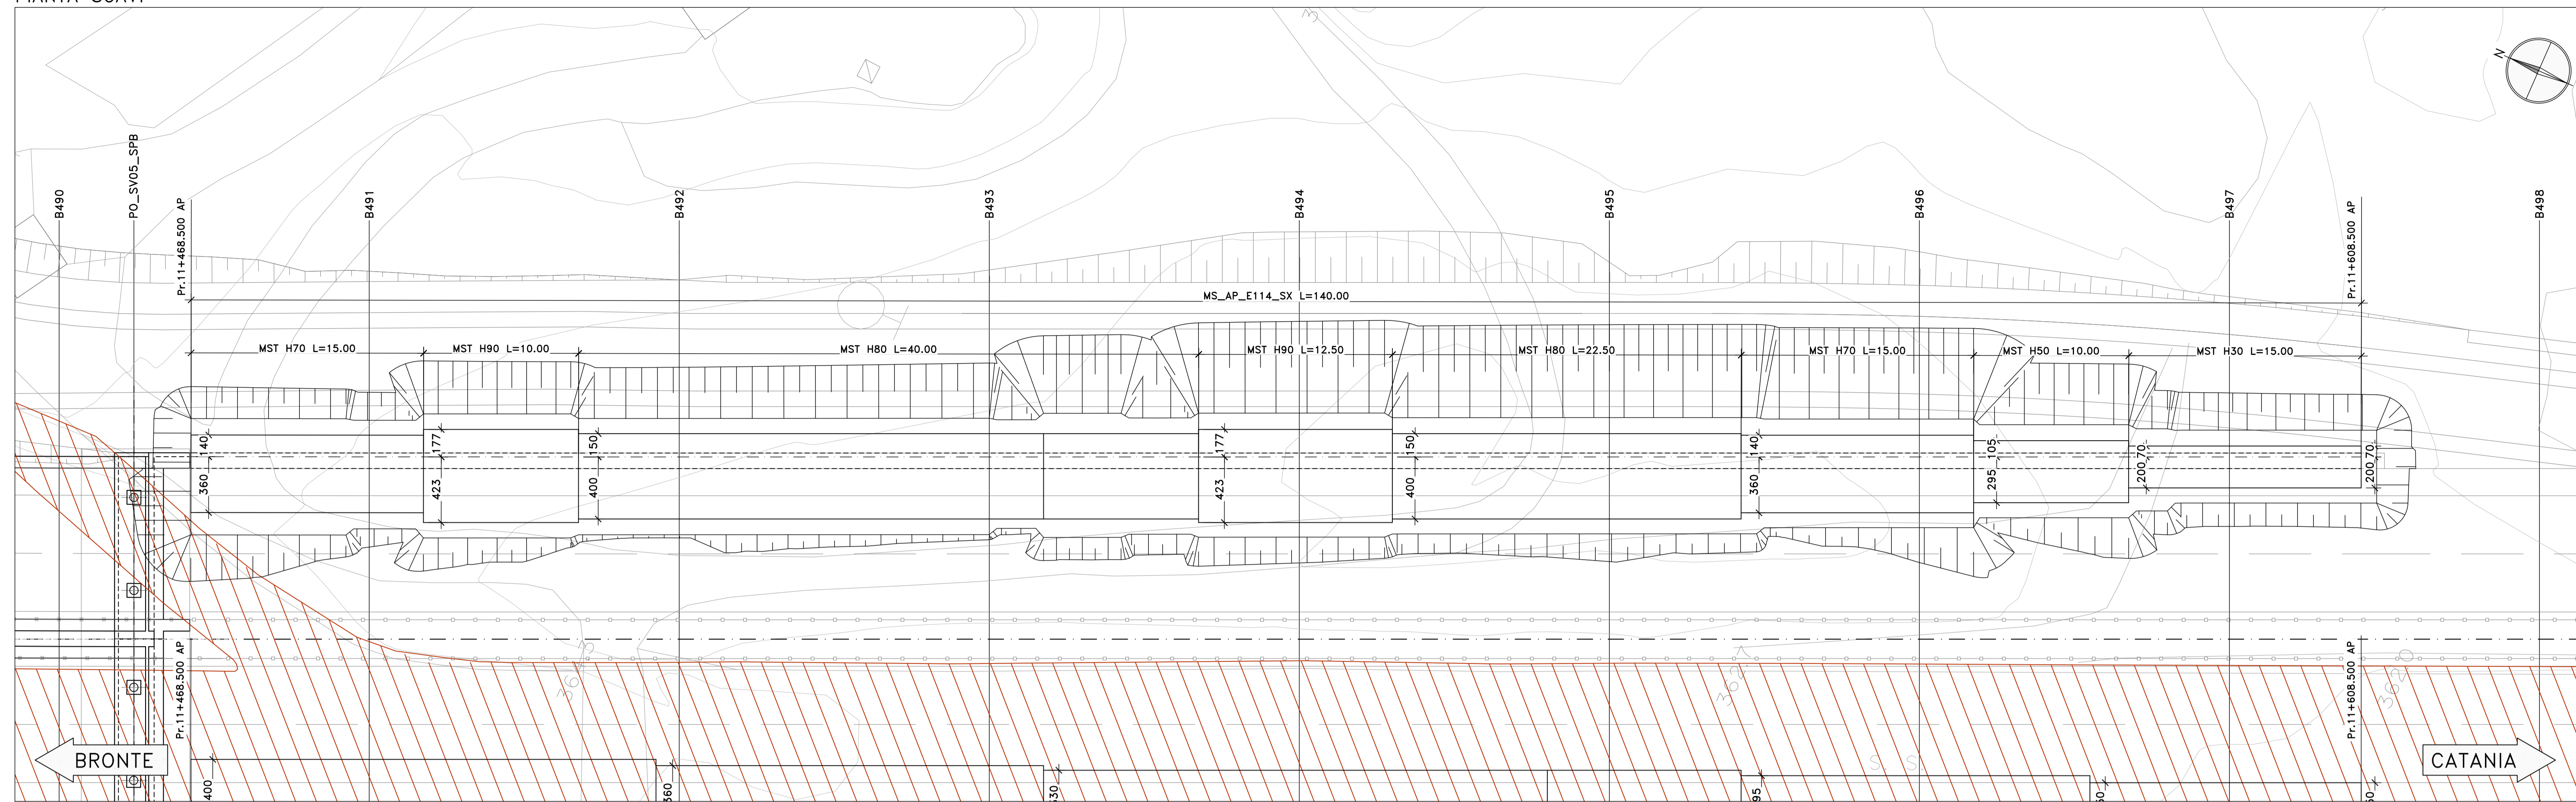 N
B490
PO_SV05_SPB
Pr.11+468.500 AP
B491
B492
B493
B494
B495
B496
B497
Pr.11+608.500 AP
B498
MS_AP_E114_SX L=140.00
MST H70 L=15.00
MST H90 L=10.00
MST H80 L=40.00
MST H90 L=12.50
MST H80 L=22.50
MST H70 L=15.00
MST H50 L=10.00
MST H30 L=15.00
140
360
177
423
150
400
177
423
150
400
140
360
105
295
70
200
70
200
Pr.11+468.500 AP
Pr.11+608.500 AP
BRONTE
CATANIA
S S
400
360